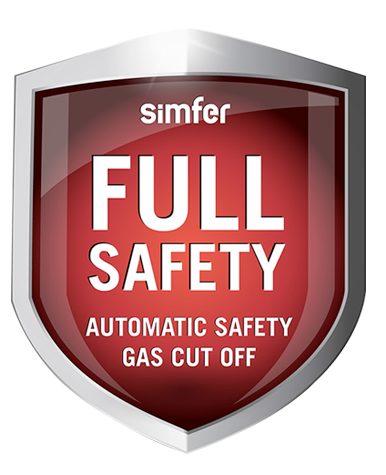 simfer
FULL
SAFETY
AUTOMATIC SAFETY
GAS CUT OFF